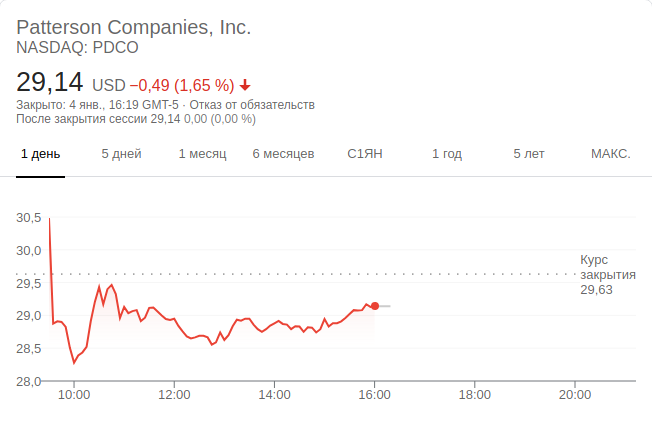 Patterson Companies, Inc.
NASDAQ: PDCO
29,14 USD −0,49 (1,65 %)
Закрыто: 4 янв., 16:19 GMT-5 · Отказ от обязательств
После закрытия сессии 29,14 0,00 (0,00 %)
1 день 5 дней 1 месяц 6 месяцев С1ЯН 1 год 5 лет МАКС.
30,5
30,0
Курс
закрытия
29,63
29,5
29,0
28,5
28,0
10:00 12:00 14:00 16:00 18:00 20:00